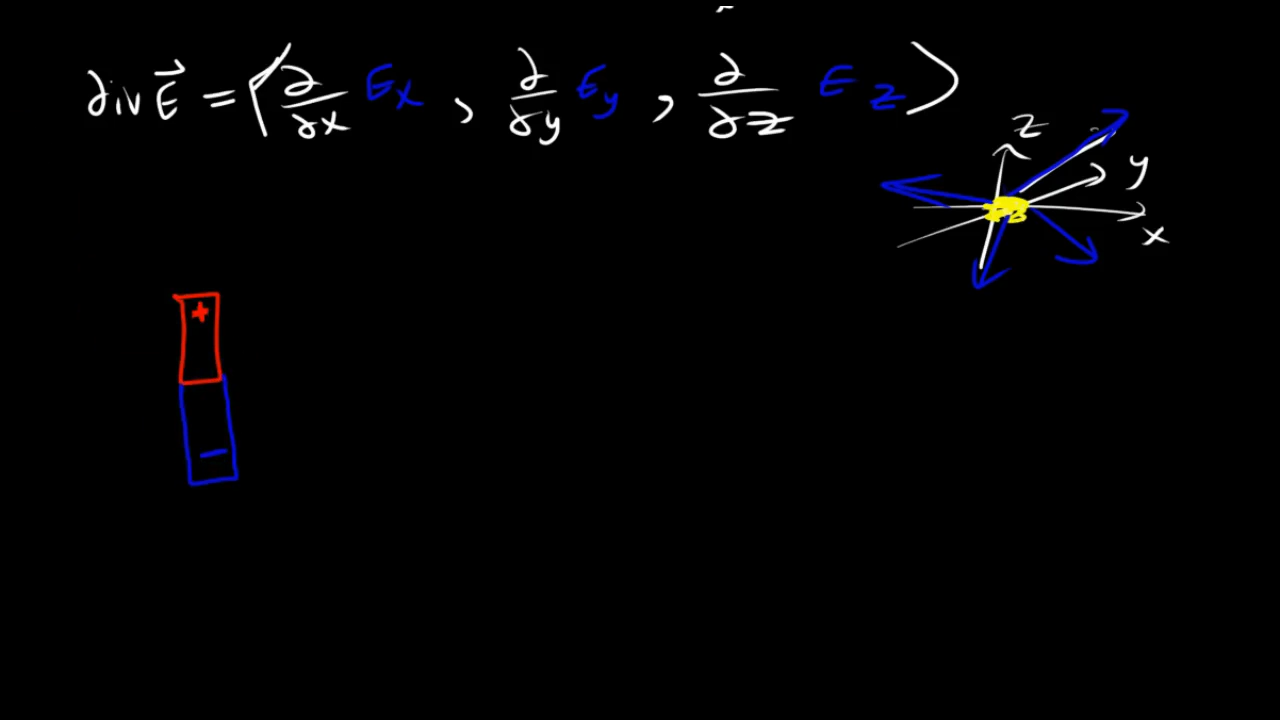 div E⃗ = (∂/∂x Ex , ∂/∂y Ey , ∂/∂z Ez)
z
y
x
+
−